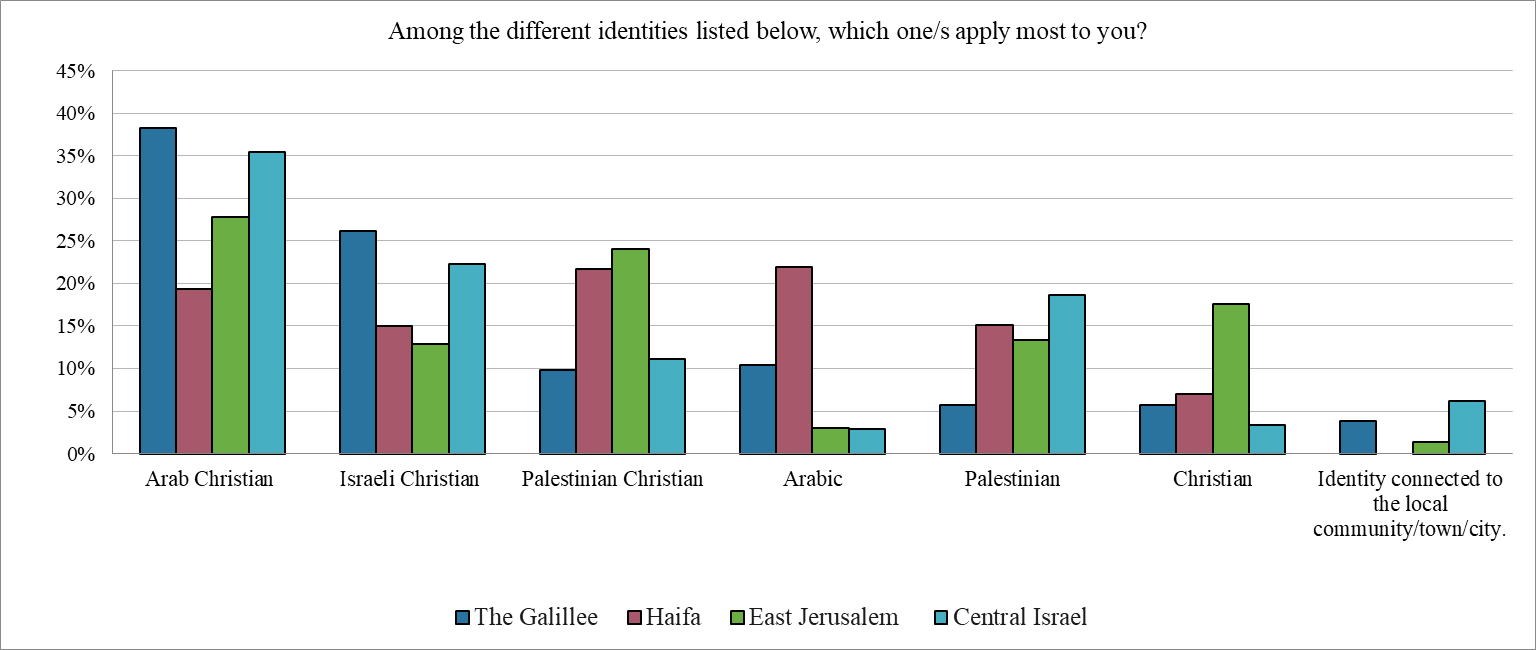 Among the different identities listed below, which one/s apply most to you?
45%
40%
35%
30%
25%
20%
15%
10%
5%
0%
Arab Christian
Israeli Christian
Palestinian Christian
Arabic
Palestinian
Christian
Identity connected to
the local
community/town/city.
The Galillee
Haifa
East Jerusalem
Central Israel